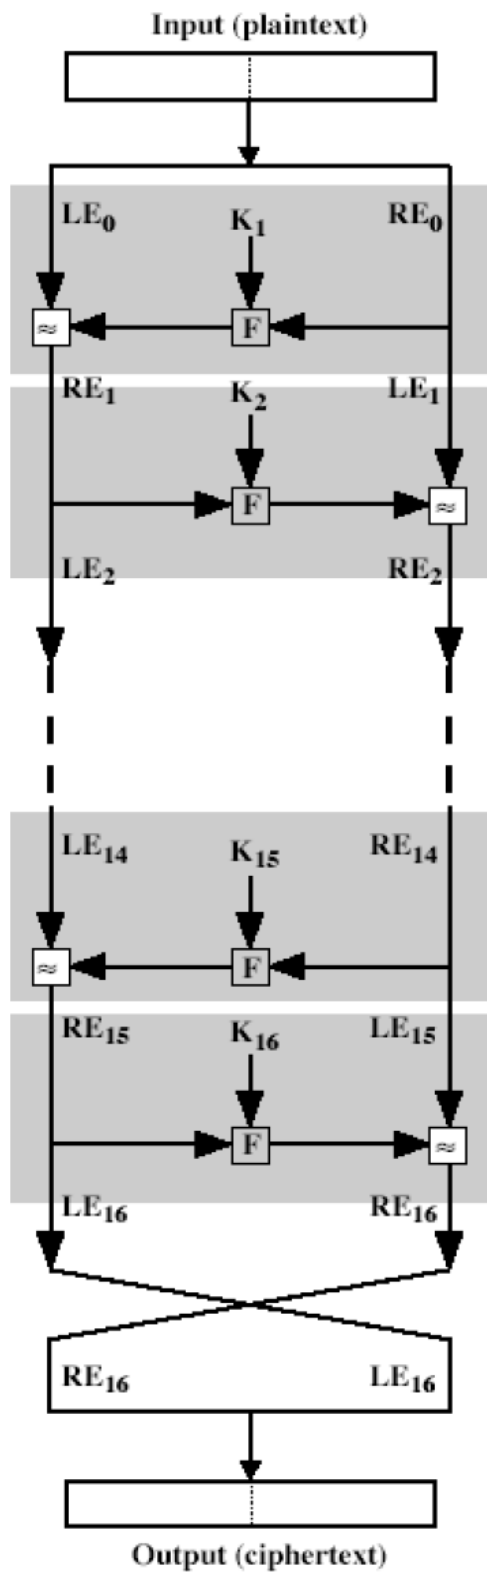 Input (plaintext)
LE0 K1 RE0
≈ F
RE1 K2 LE1
F ≈
LE2 RE2
LE14 K15 RE14
≈ F
RE15 K16 LE15
F ≈
LE16 RE16
RE16 LE16
Output (ciphertext)